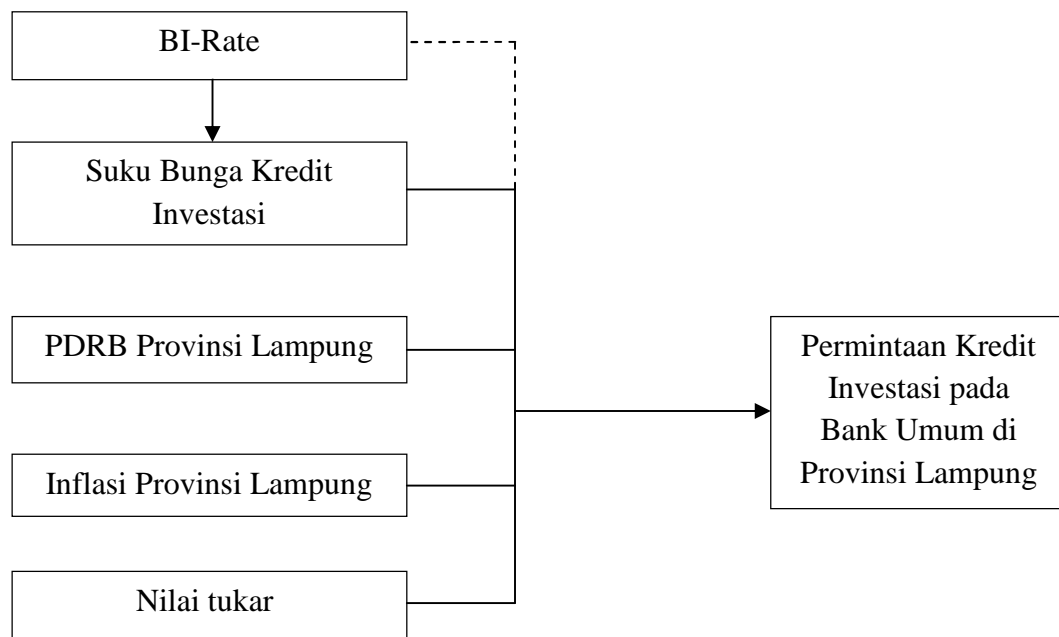 BI-Rate
Suku Bunga Kredit
Investasi
PDRB Provinsi Lampung
Permintaan Kredit
Investasi pada
Bank Umum di
Provinsi Lampung
Inflasi Provinsi Lampung
Nilai tukar